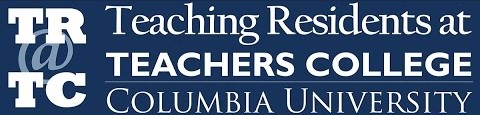 TR
@
TC
Teaching Residents at
TEACHERS COLLEGE
COLUMBIA UNIVERSITY